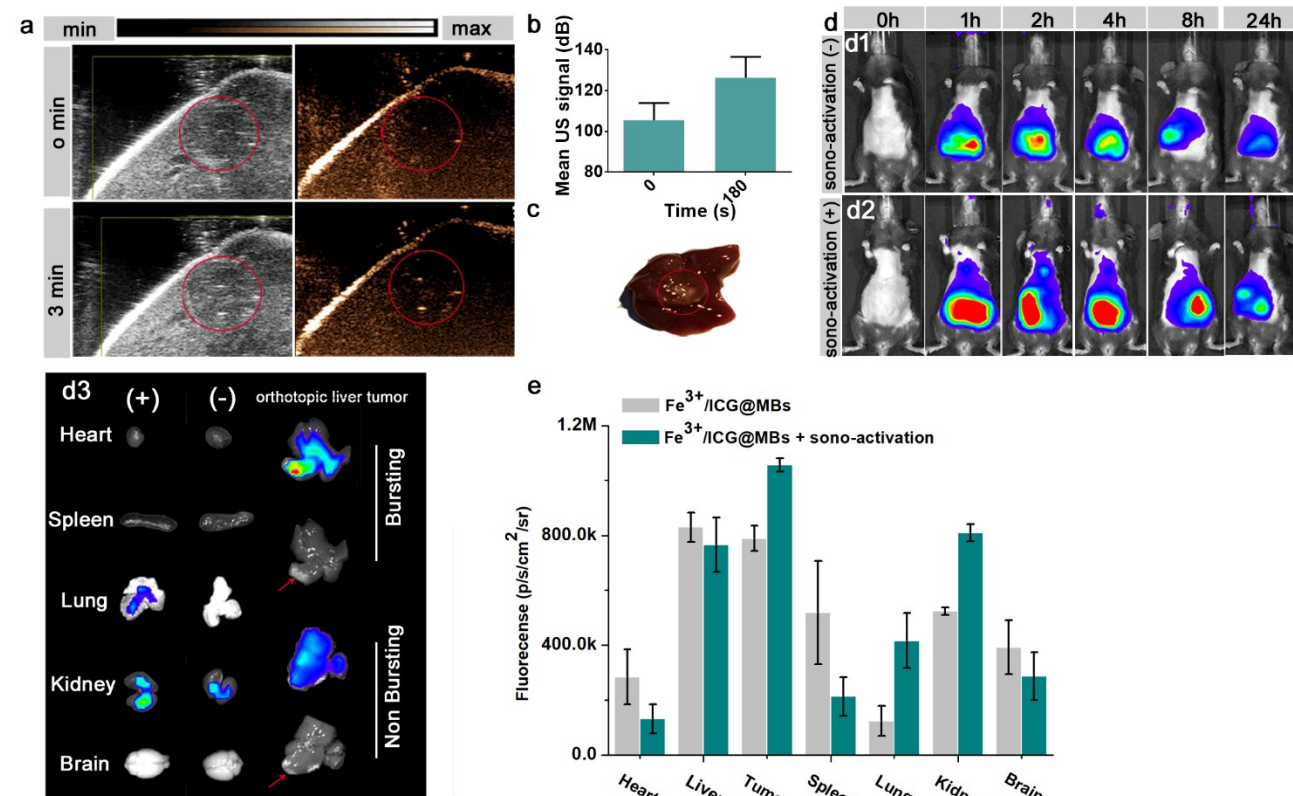 a
min
max
o min
3 min
b
Mean US signal (dB)
140
120
100
80
0
180
Time (s)
c
d
0h
1h
2h
4h
8h
24h
d1
sono-activation (-)
d2
sono-activation (+)
d3
(+)
(-)
orthotopic liver tumor
Heart
Spleen
Lung
Kidney
Brain
Bursting
Non Bursting
e
Fe3+/ICG@MBs
Fe3+/ICG@MBs + sono-activation
Fluorecense (p/s/cm2/sr)
1.2M
800.0k
400.0k
0.0
Heart
Liver
Tumor
Spleen
Lung
Kidney
Brain